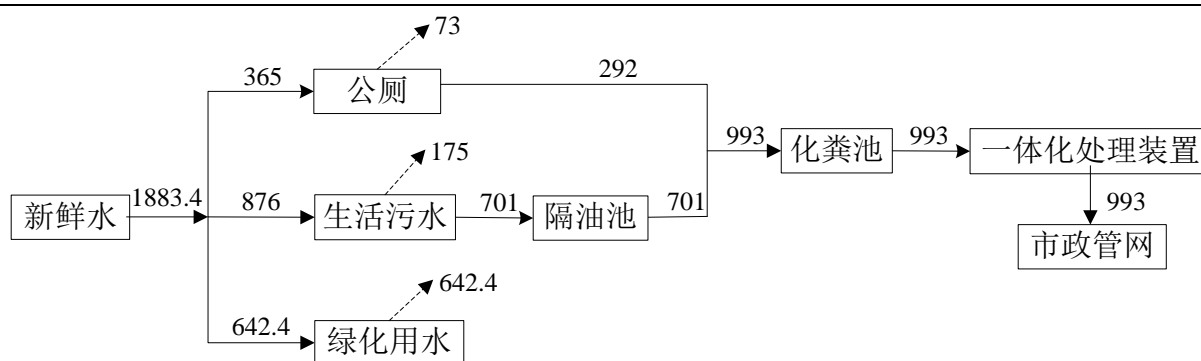 73
365
公厕
292
175
993
化粪池
993
一体化处理装置
新鲜水
1883.4
876
生活污水
701
隔油池
701
993
市政管网
642.4
642.4
绿化用水